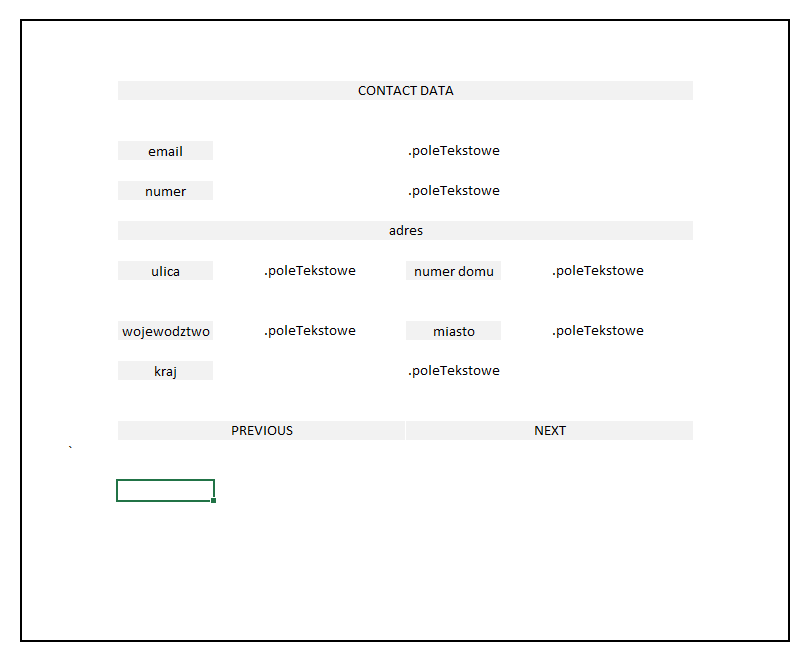 CONTACT DATA
email .poleTekstowe
numer .poleTekstowe
adres
ulica .poleTekstowe numer domu .poleTekstowe
wojewodztwo .poleTekstowe miasto .poleTekstowe
kraj .poleTekstowe
PREVIOUS NEXT
`